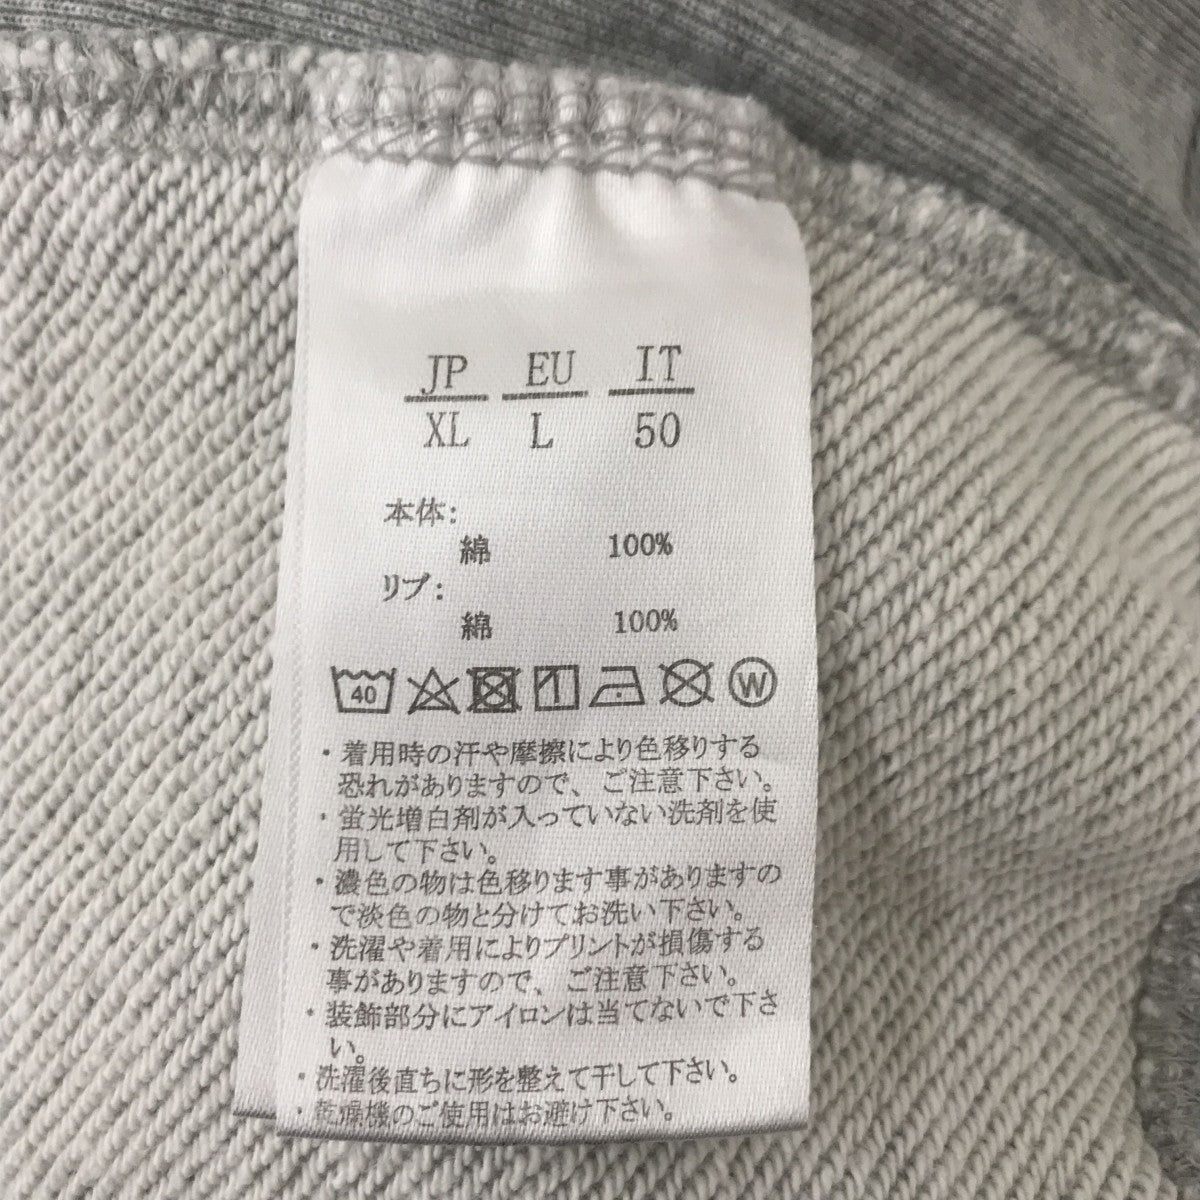 JP EU IT
XL L 50
本体:
綿 100%
リブ:
綿 100%
40 W
・着用時の汗や摩擦により色移りする
恐れがありますので、ご注意下さい。
・蛍光増白剤が入っていない洗剤を使
用して下さい。
・濃色の物は色移ります事がありますの
で淡色の物と分けてお洗い下さい。
・洗濯や着用によりプリントが損傷する
事がありますので、ご注意下さい。
・装飾部分にアイロンは当てないで下さ
い。
・洗濯後直ちに形を整えて干して下さい。
・乾燥機のご使用はお避け下さい。